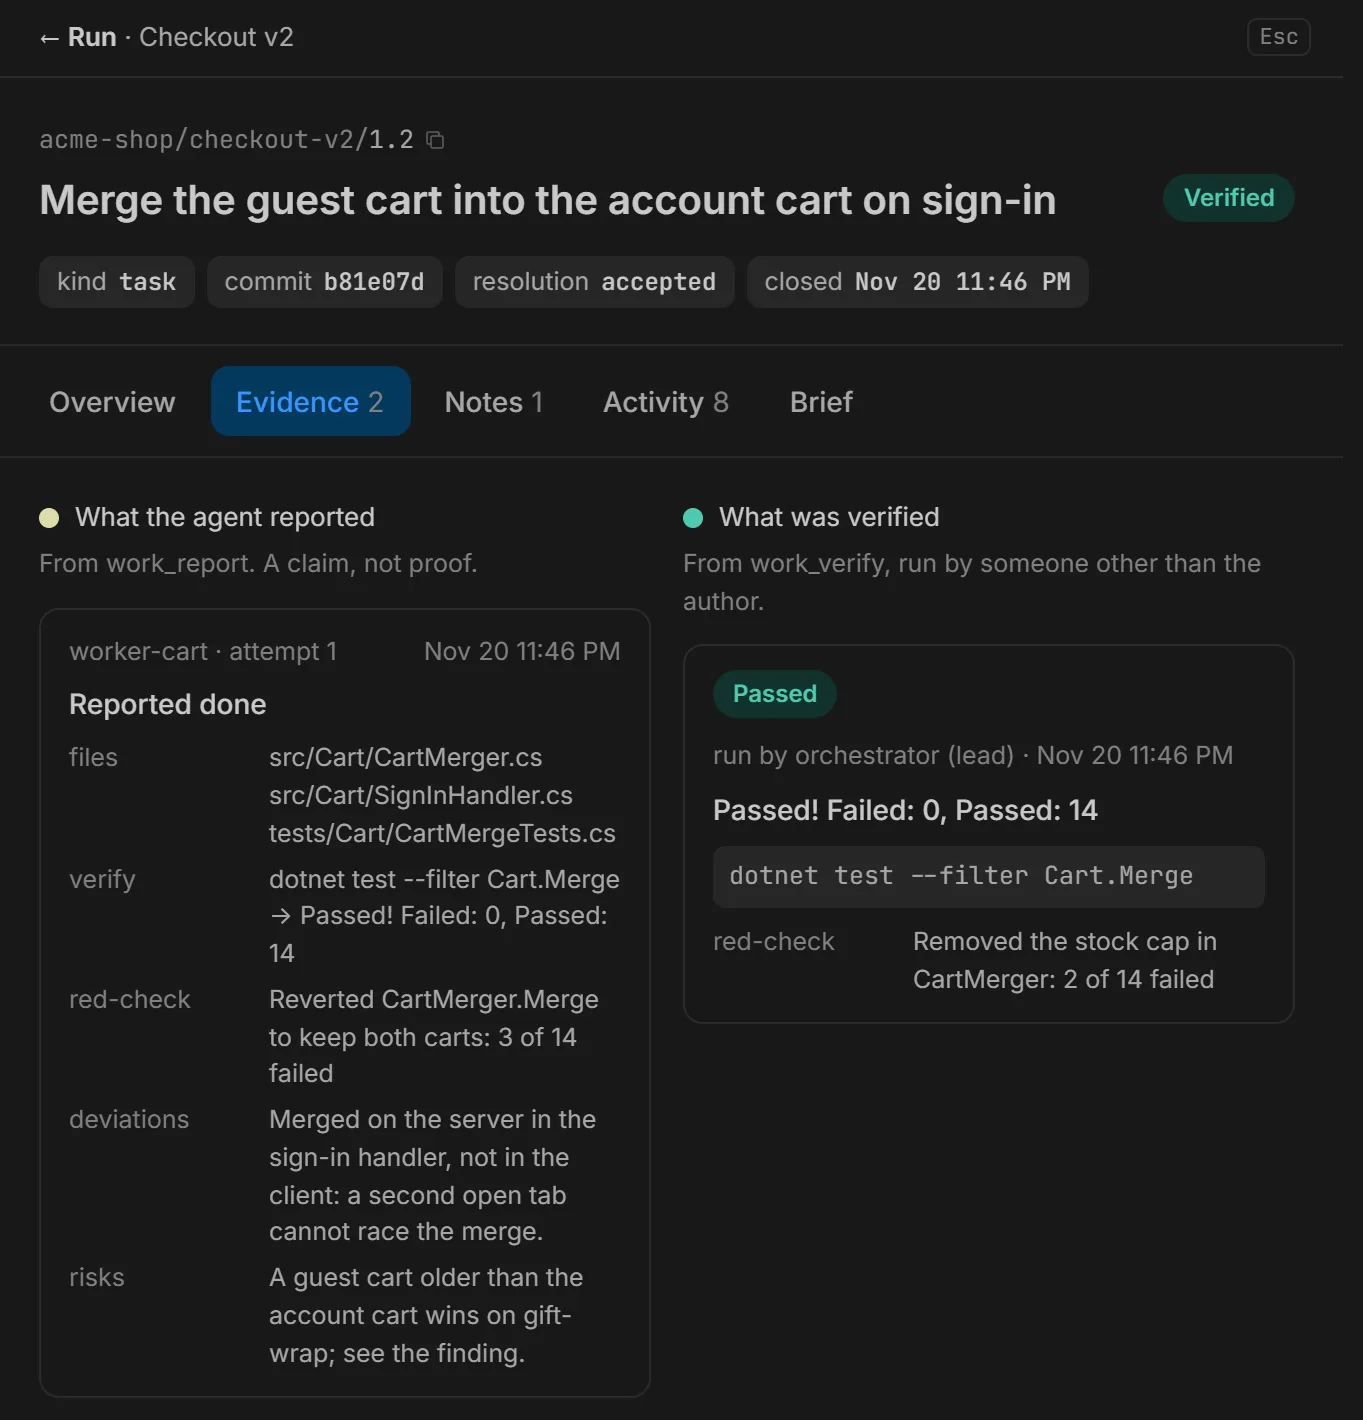 ← Run · Checkout v2
Esc
acme-shop/checkout-v2/1.2
Merge the guest cart into the account cart on sign-in
Verified
kind task
commit b81e07d
resolution accepted
closed Nov 20 11:46 PM
Overview
Evidence 2
Notes 1
Activity 8
Brief
What the agent reported
From work_report. A claim, not proof.
worker-cart · attempt 1
Nov 20 11:46 PM
Reported done
files
src/Cart/CartMerger.cs
src/Cart/SignInHandler.cs
tests/Cart/CartMergeTests.cs
verify
dotnet test --filter Cart.Merge
→ Passed! Failed: 0, Passed:
14
red-check
Reverted CartMerger.Merge
to keep both carts: 3 of 14
failed
deviations
Merged on the server in the
sign-in handler, not in the
client: a second open tab
cannot race the merge.
risks
A guest cart older than the
account cart wins on gift-
wrap; see the finding.
What was verified
From work_verify, run by someone other than the
author.
Passed
run by orchestrator (lead) · Nov 20 11:46 PM
Passed! Failed: 0, Passed: 14
dotnet test --filter Cart.Merge
red-check
Removed the stock cap in
CartMerger: 2 of 14 failed